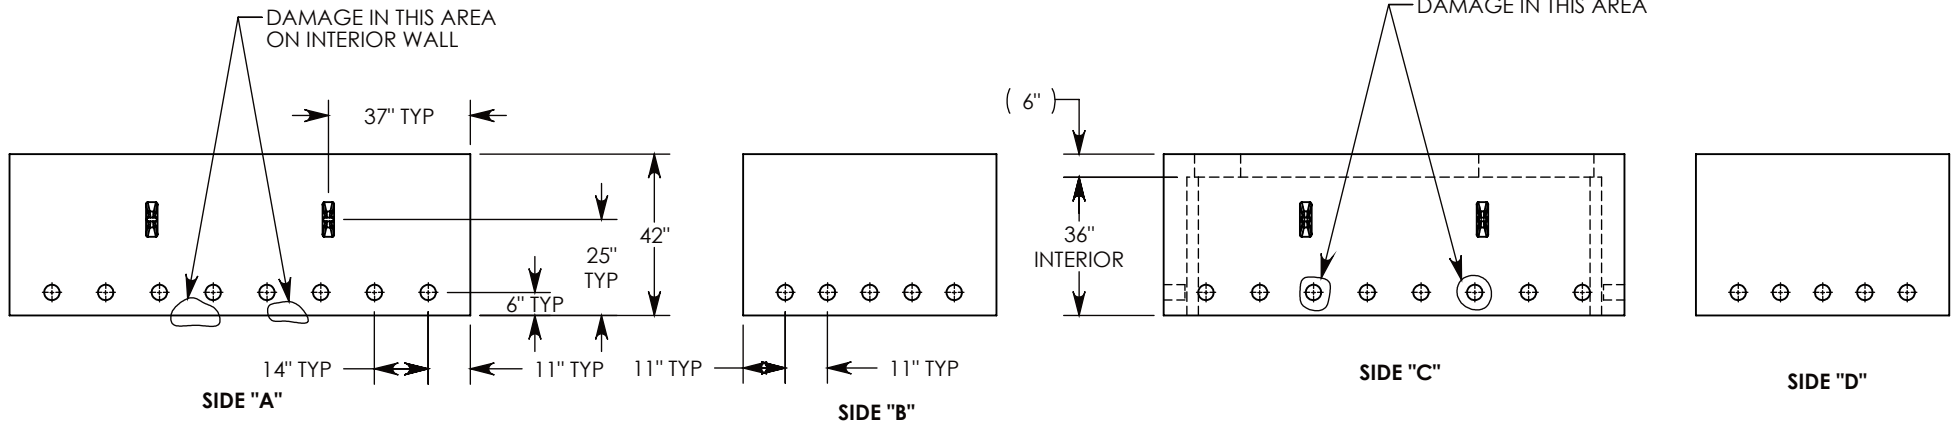 DAMAGE IN THIS AREA
ON INTERIOR WALL
37" TYP
42"
25"
TYP
6" TYP
14" TYP
11" TYP
SIDE "A"
11" TYP
11" TYP
SIDE "B"
DAMAGE IN THIS AREA
( 6" )
36"
INTERIOR
SIDE "C"
SIDE "D"